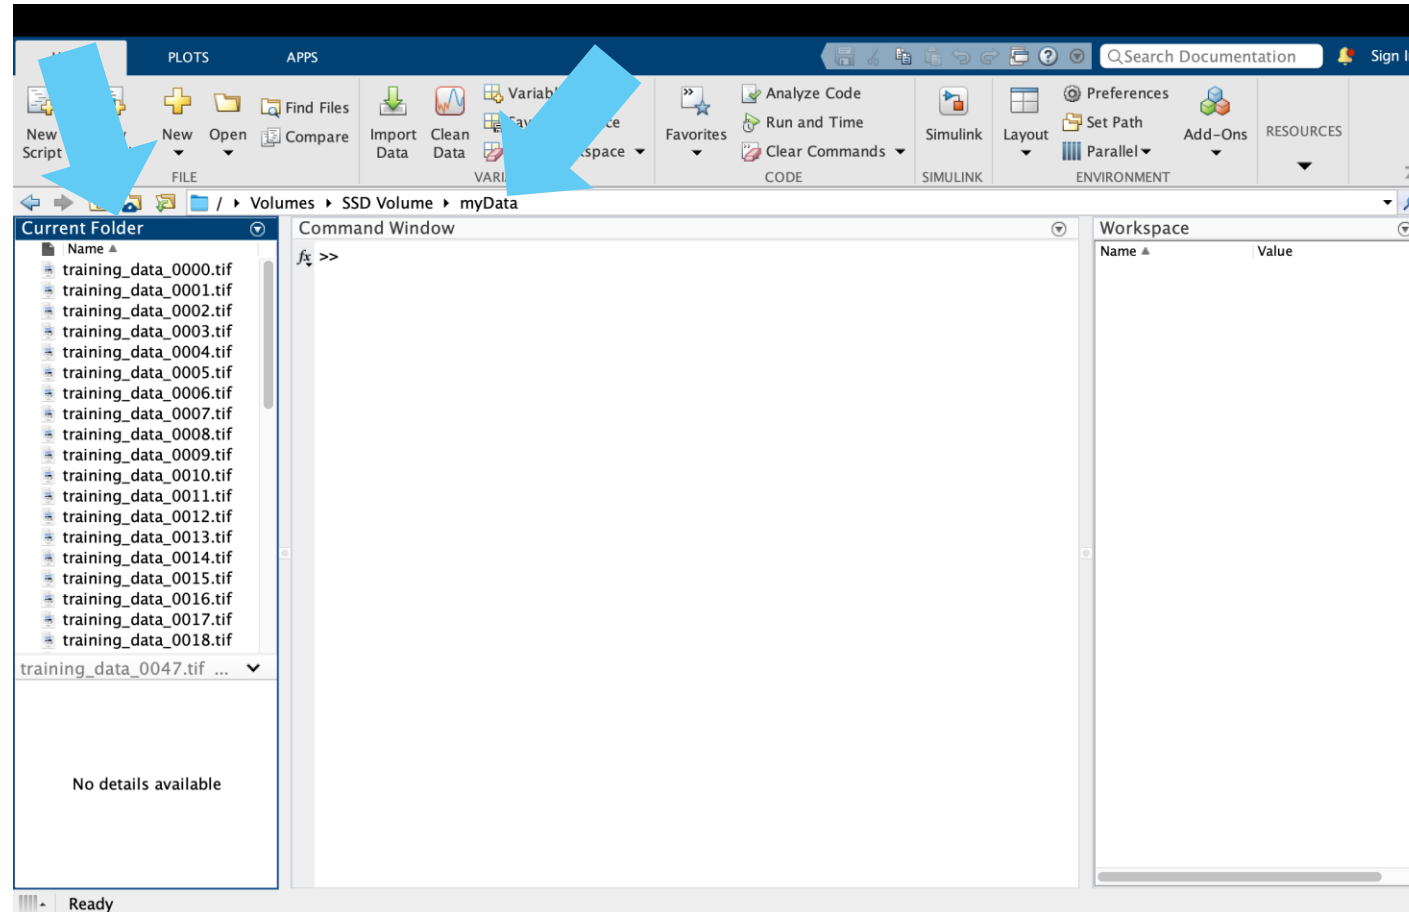 PLOTS APPS Search Documentation Sign I
New Script New Open Find Files Compare Import Data Clean Data Favorites Analyze Code Run and Time Clear Commands Simulink Layout Preferences Set Path Parallel Add-Ons RESOURCES
FILE CODE SIMULINK ENVIRONMENT
/ Volumes SSD Volume myData
Current Folder
Name
training_data_0000.tif
training_data_0001.tif
training_data_0002.tif
training_data_0003.tif
training_data_0004.tif
training_data_0005.tif
training_data_0006.tif
training_data_0007.tif
training_data_0008.tif
training_data_0009.tif
training_data_0010.tif
training_data_0011.tif
training_data_0012.tif
training_data_0013.tif
training_data_0014.tif
training_data_0015.tif
training_data_0016.tif
training_data_0017.tif
training_data_0018.tif
training_data_0047.tif ...
No details available
Command Window
fx >>
Workspace
Name Value
Ready